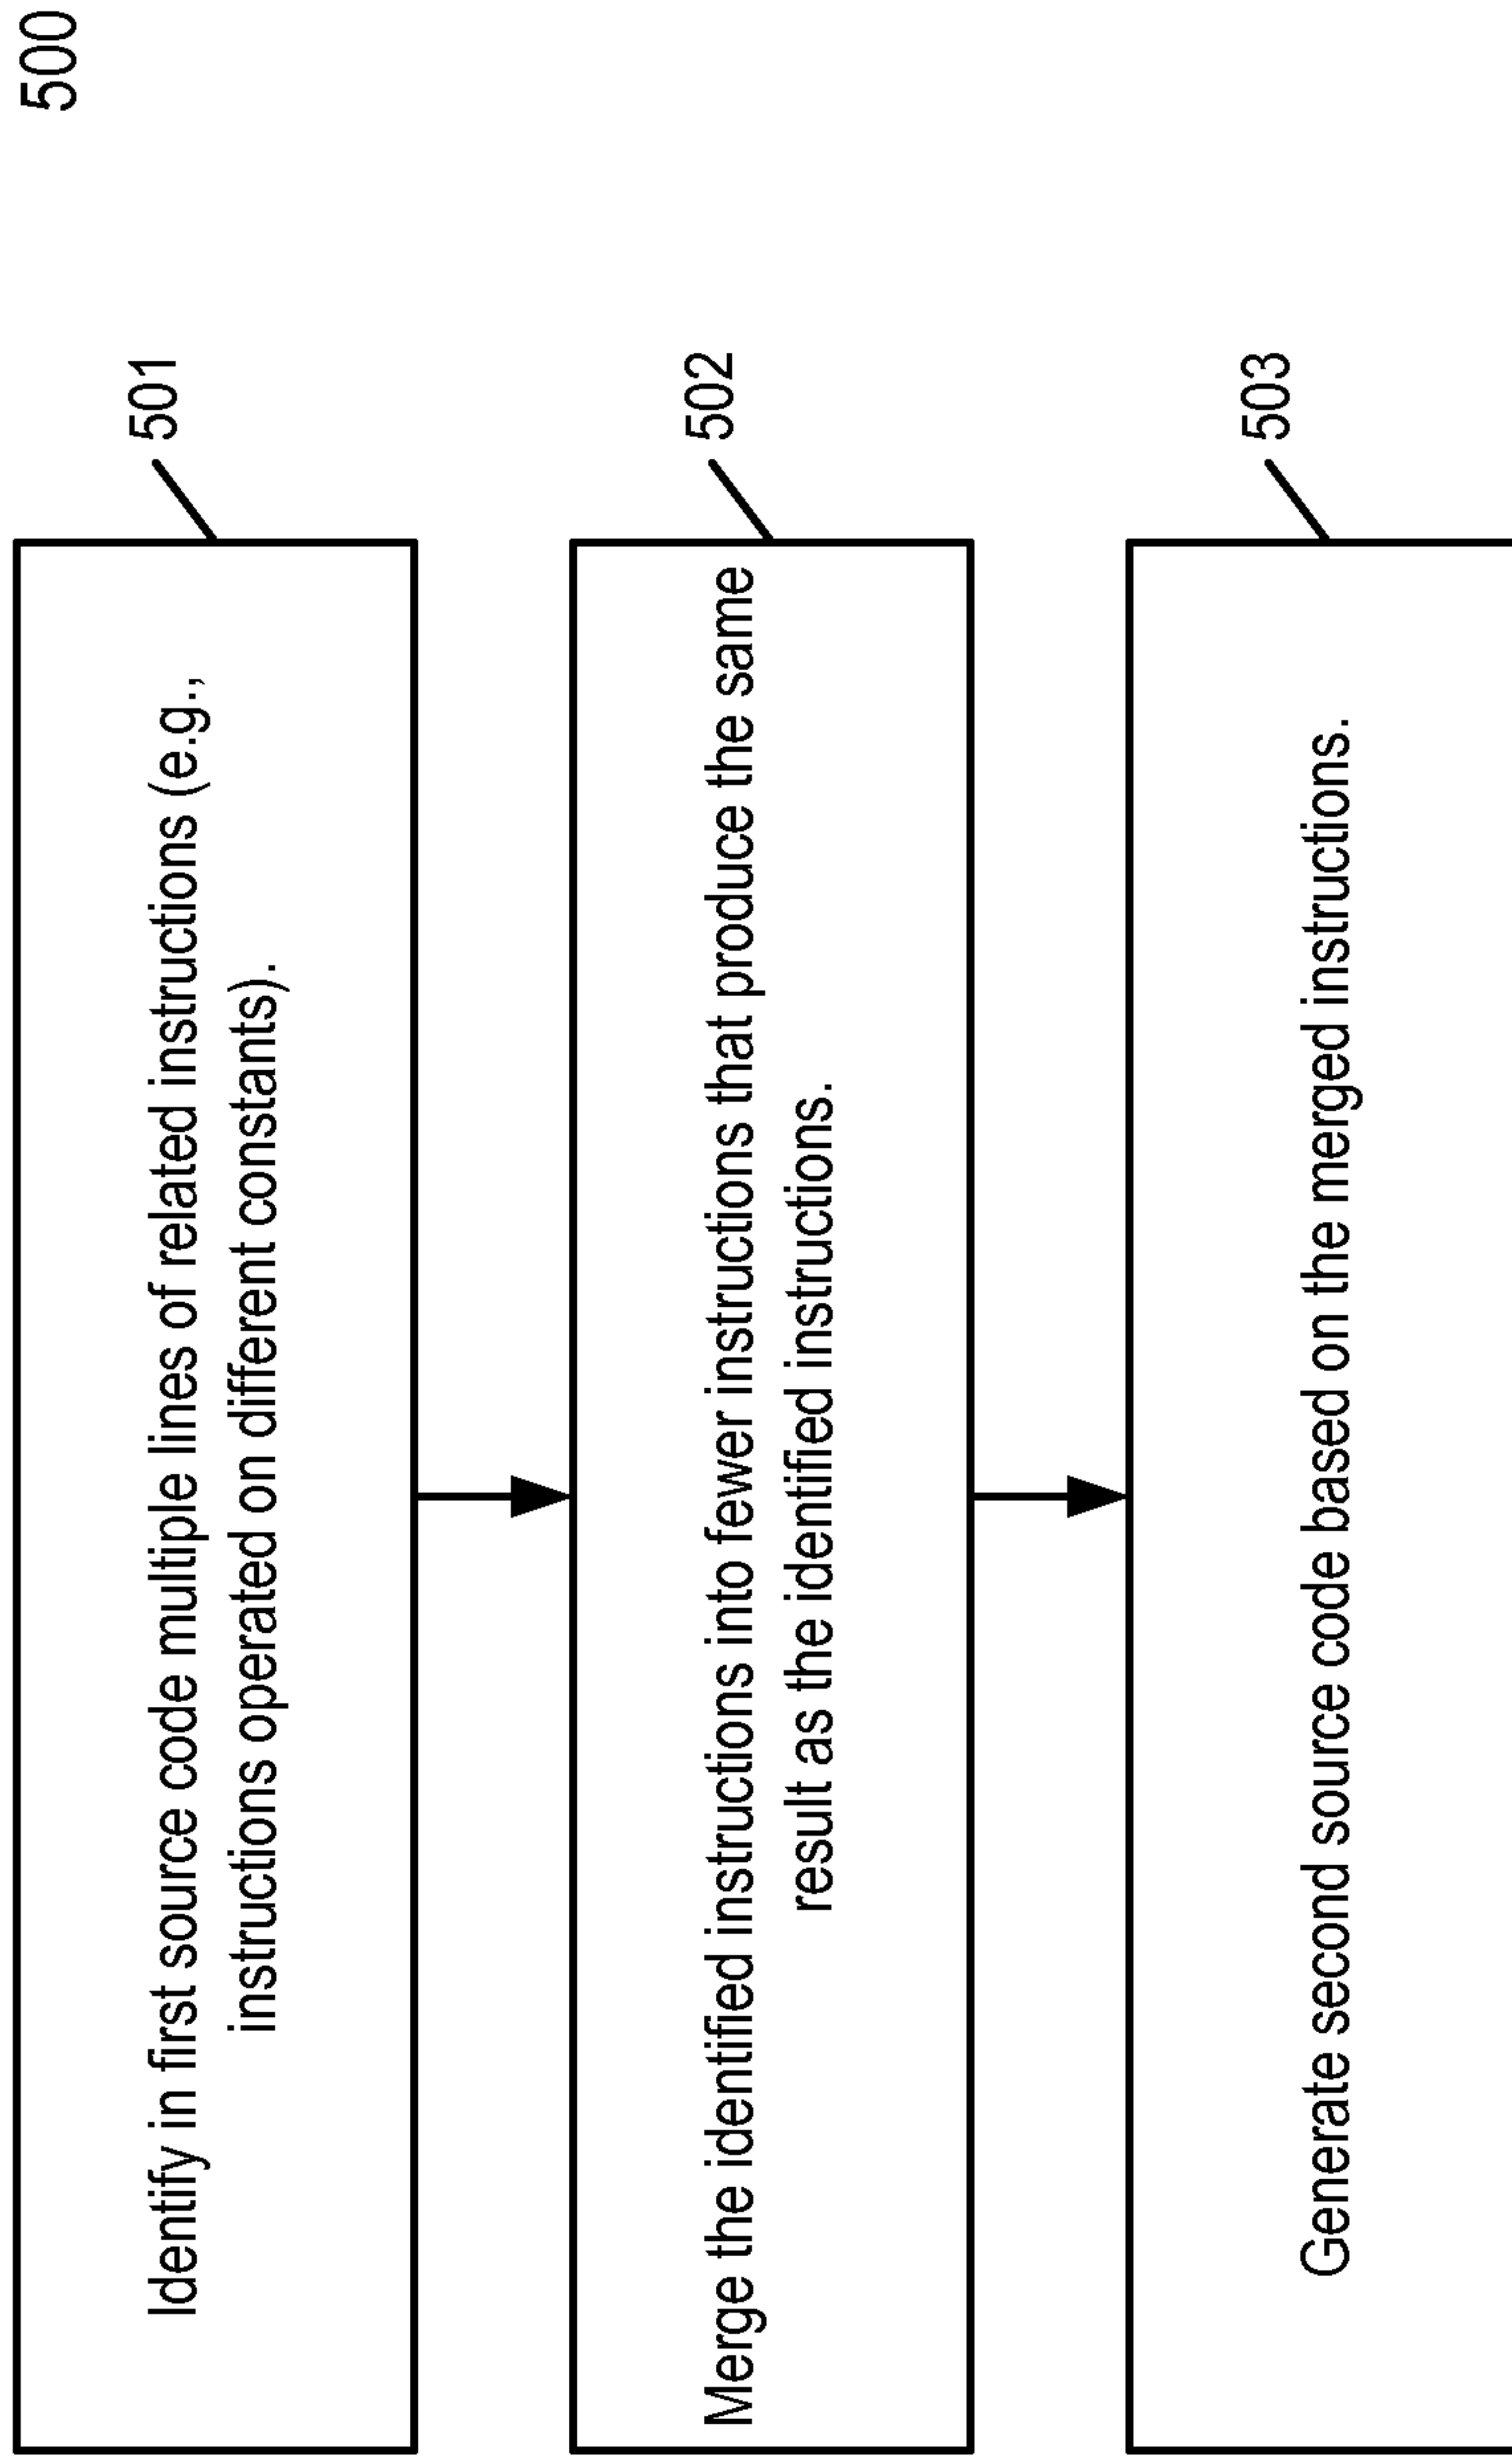 500
501
Identify in first source code multiple lines of related instructions (e.g.,
instructions operated on different constants).
502
Merge the identified instructions into fewer instructions that produce the same
result as the identified instructions.
503
Generate second source code based on the merged instructions.